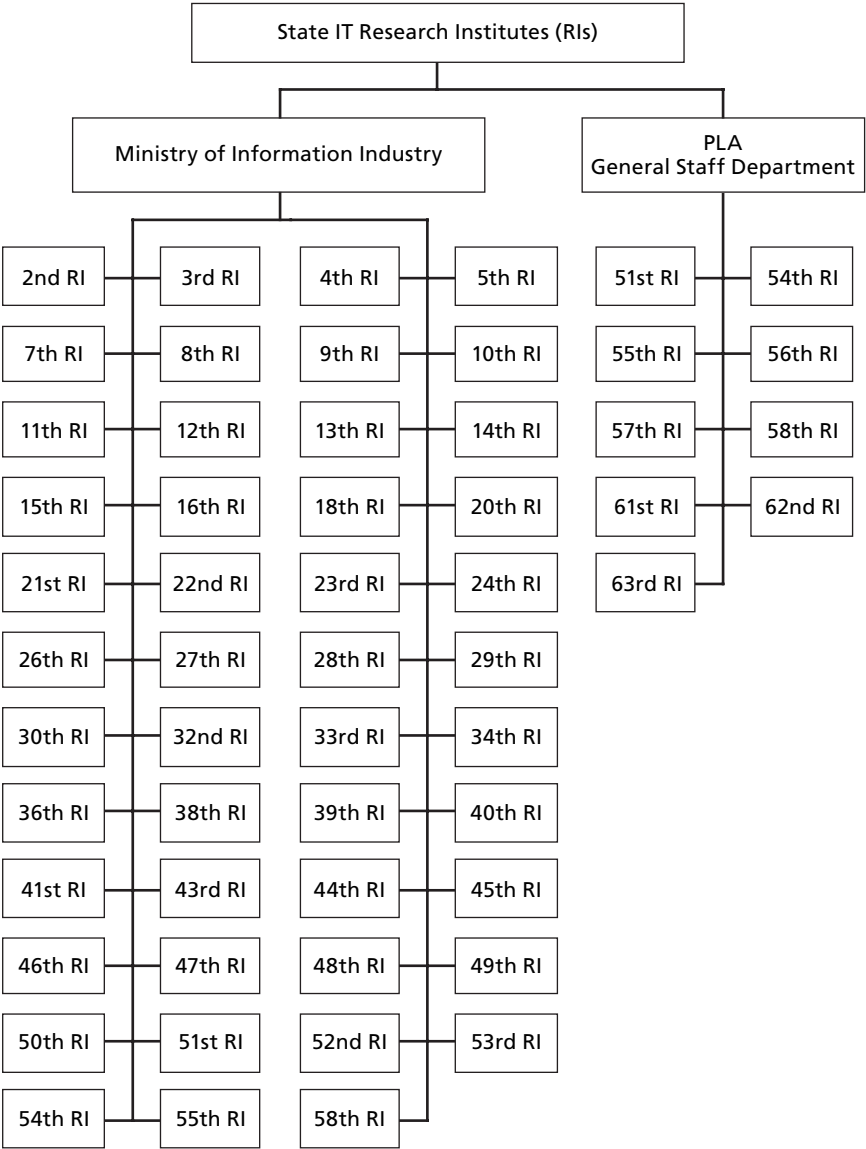 State IT Research Institutes (RIs)
Ministry of Information Industry
PLA
General Staff Department
2nd RI
3rd RI
4th RI
5th RI
51st RI
54th RI
7th RI
8th RI
9th RI
10th RI
55th RI
56th RI
11th RI
12th RI
13th RI
14th RI
57th RI
58th RI
15th RI
16th RI
18th RI
20th RI
61st RI
62nd RI
21st RI
22nd RI
23rd RI
24th RI
63rd RI
26th RI
27th RI
28th RI
29th RI
30th RI
32nd RI
33rd RI
34th RI
36th RI
38th RI
39th RI
40th RI
41st RI
43rd RI
44th RI
45th RI
46th RI
47th RI
48th RI
49th RI
50th RI
51st RI
52nd RI
53rd RI
54th RI
55th RI
58th RI